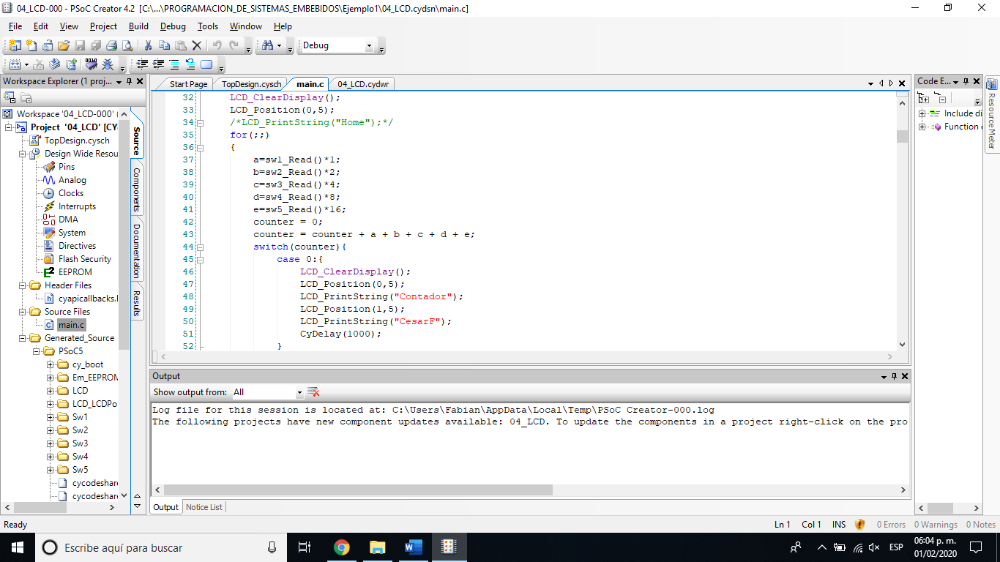 04_LCD-000 - PSoC Creator 4.2 [C:\...\PROGRAMACION_DE_SISTEMAS_EMBEBIDOS\Ejemplo1\04_LCD.cydsn\main.c]
File Edit View Project Build Debug Tools Window Help
Debug
Workspace Explorer (1 proj...
Workspace '04_LCD-000' (
Project '04_LCD' [CY
TopDesign.cysch
Design Wide Resou
Pins
Analog
Clocks
Interrupts
DMA
System
Directives
Flash Security
EEPROM
Header Files
cyapicallbacks.l
Source Files
main.c
Generated_Source
PSoC5
cy_boot
Em_EEPROM
LCD
LCD_LCDPo
Sw1
Sw2
Sw3
Sw4
Sw5
cycodeshare
cycodeshare
Source
Components
Documentation
Results
Start Page TopDesign.cysch main.c 04_LCD.cydwr
32 LCD_ClearDisplay();
33 LCD_Position(0,5);
34 /*LCD_PrintString("Home");*/
35 for(;;)
36 {
37 a=sw1_Read()*1;
38 b=sw2_Read()*2;
39 c=sw3_Read()*4;
40 d=sw4_Read()*8;
41 e=sw5_Read()*16;
42 counter = 0;
43 counter = counter + a + b + c + d + e;
44 switch(counter){
45 case 0:{
46 LCD_ClearDisplay();
47 LCD_Position(0,5);
48 LCD_PrintString("Contador");
49 LCD_Position(1,5);
50 LCD_PrintString("CesarF");
51 CyDelay(1000);
52 }
Code E...
Include di
Function
Resource Meter
Output
Show output from: All
Log file for this session is located at: C:\Users\Fabian\AppData\Local\Temp\PSoC Creator-000.log
The following projects have new component updates available: 04_LCD. To update the components in a project right-click on the pro
Output Notice List
Ready Ln 1 Col 1 INS 0 Errors 0 Warnings 0 Notes
Escribe aquí para buscar
ESP
06:04 p. m.
01/02/2020